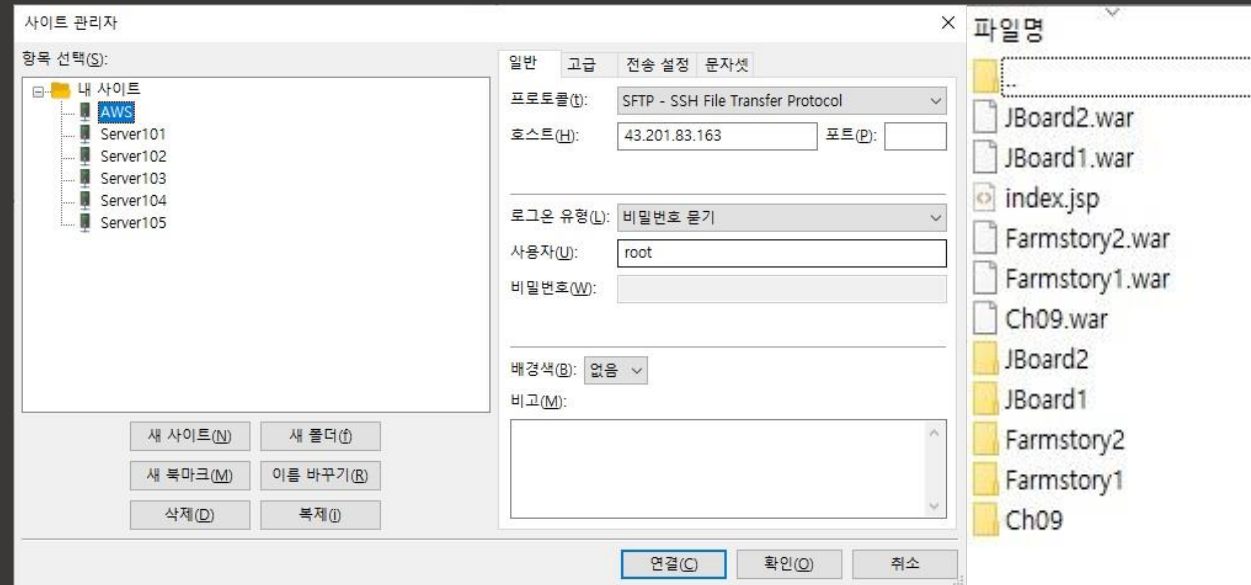 사이트 관리자
항목 선택(S):
내 사이트
AWS
Server101
Server102
Server103
Server104
Server105
새 사이트(N)
새 폴더(f)
새 북마크(M)
이름 바꾸기(R)
삭제(D)
복제(I)
일반
고급
전송 설정
문자셋
프로토콜(t):
SFTP - SSH File Transfer Protocol
호스트(H):
43.201.83.163
포트(P):
로그온 유형(L):
비밀번호 묻기
사용자(U):
root
비밀번호(W):
배경색(B):
없음
비고(M):
연결(C)
확인(O)
취소
파일명
..
JBoard2.war
JBoard1.war
index.jsp
Farmstory2.war
Farmstory1.war
Ch09.war
JBoard2
JBoard1
Farmstory2
Farmstory1
Ch09